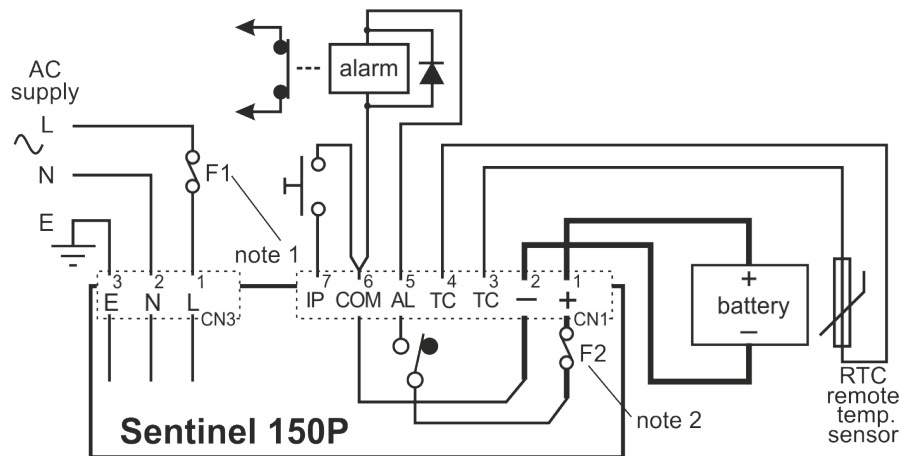 AC
supply
L
N
E
F1
note 1
alarm
3 2 1
E N L
CN3
7 6 5 4 3 2 1
IP COM AL TC TC − +
CN1
F2
note 2
+
battery
−
RTC
remote
temp.
sensor
Sentinel 150P